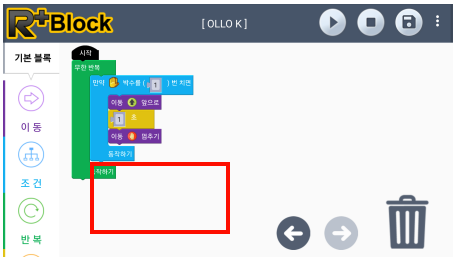 R+Block
[ OLLO K ]
기본 블록
시작
무한 반복
만약 박수를 ( 1 ) 번 치면
이동 앞으로
1 초
이동 멈추기
동작하기
작하기
이 동
조 건
반 복